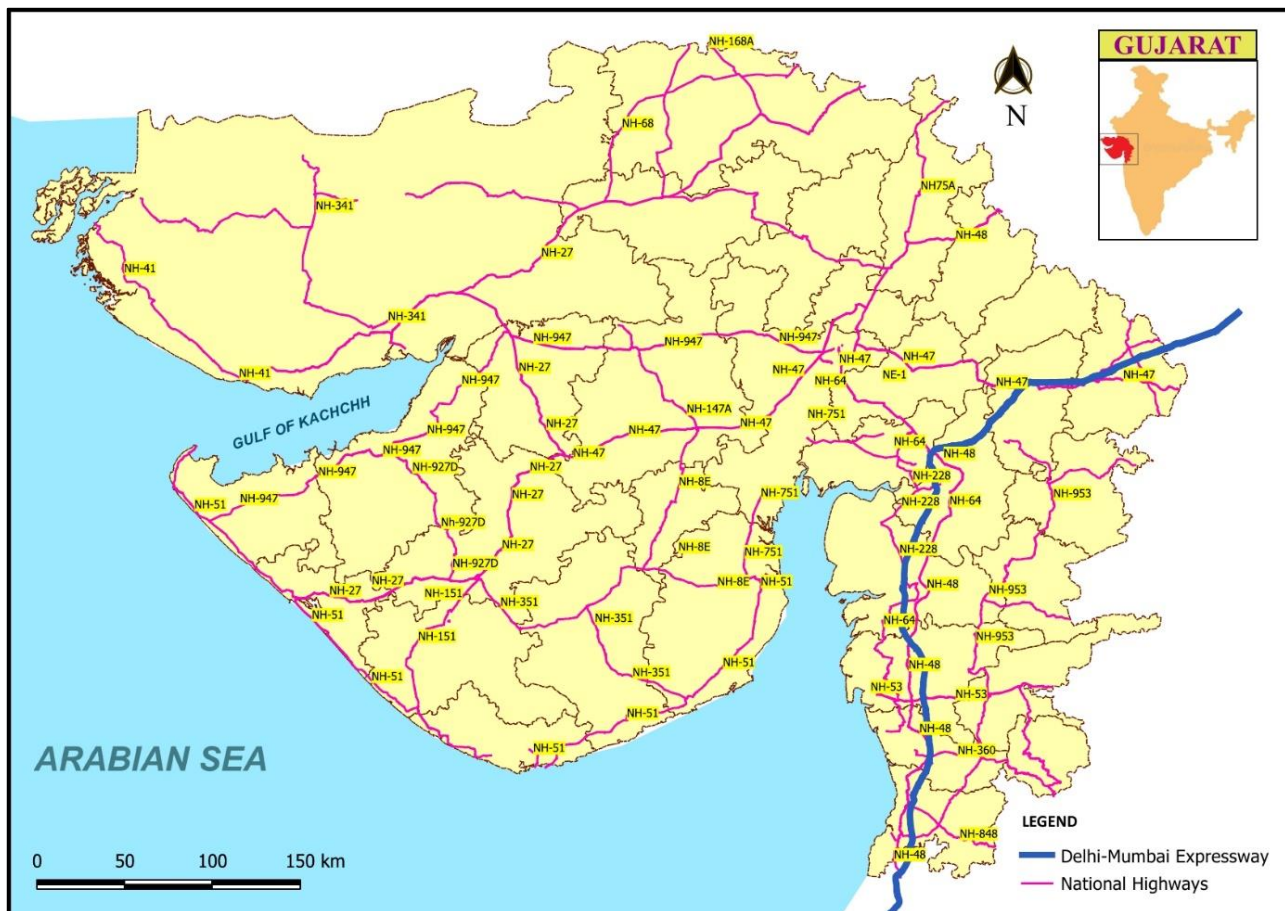 NH-168A
GUJARAT
N
NH-68
NH75A
NH-341
NH-48
NH-27
NH-41
NH-341
NH-947
NH-947
NH-947
NH-47
NH-47
NH-27
NH-47
NE-1
NH-41
NH-947
NH-64
NH-47
NH-47
GULF OF KACHCHH
NH-147A
NH-751
NH-947
NH-27
NH-47
NH-47
NH-64
NH-947
NH-47
NH-48
NH-947
NH-927D
NH-27
NH-8E
NH-228
NH-51
NH-947
NH-27
NH-751
NH-228
NH-64
NH-953
Nh-927D
NH-27
NH-8E
NH-751
NH-228
NH-927D
NH-27
NH-27
NH-151
NH-8E
NH-51
NH-48
NH-953
NH-51
NH-351
NH-351
NH-64
NH-151
NH-953
NH-51
NH-351
NH-51
NH-48
NH-53
NH-53
NH-51
NH-48
ARABIAN SEA
NH-51
NH-360
LEGEND
NH-848
0 50 100 150 km
NH-48
Delhi-Mumbai Expressway
National Highways